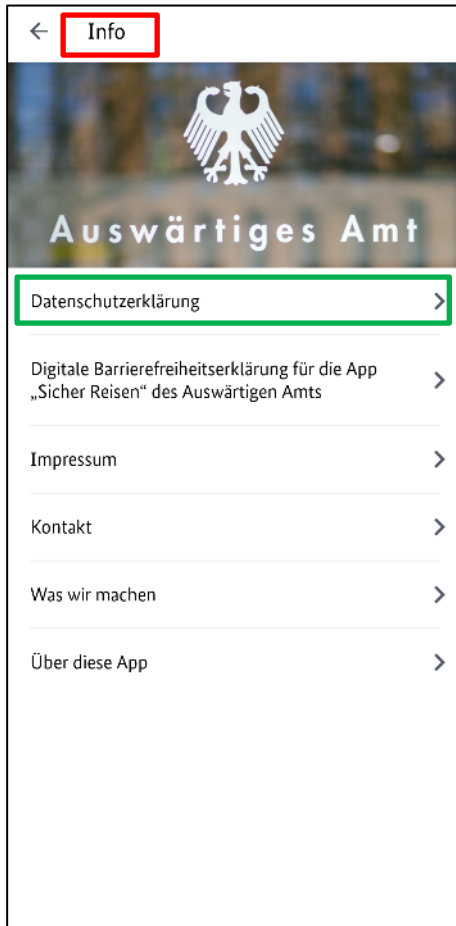 Info
Auswärtiges Amt
Datenschutzerklärung
Digitale Barrierefreiheitserklärung für die App
„Sicher Reisen“ des Auswärtigen Amts
Impressum
Kontakt
Was wir machen
Über diese App